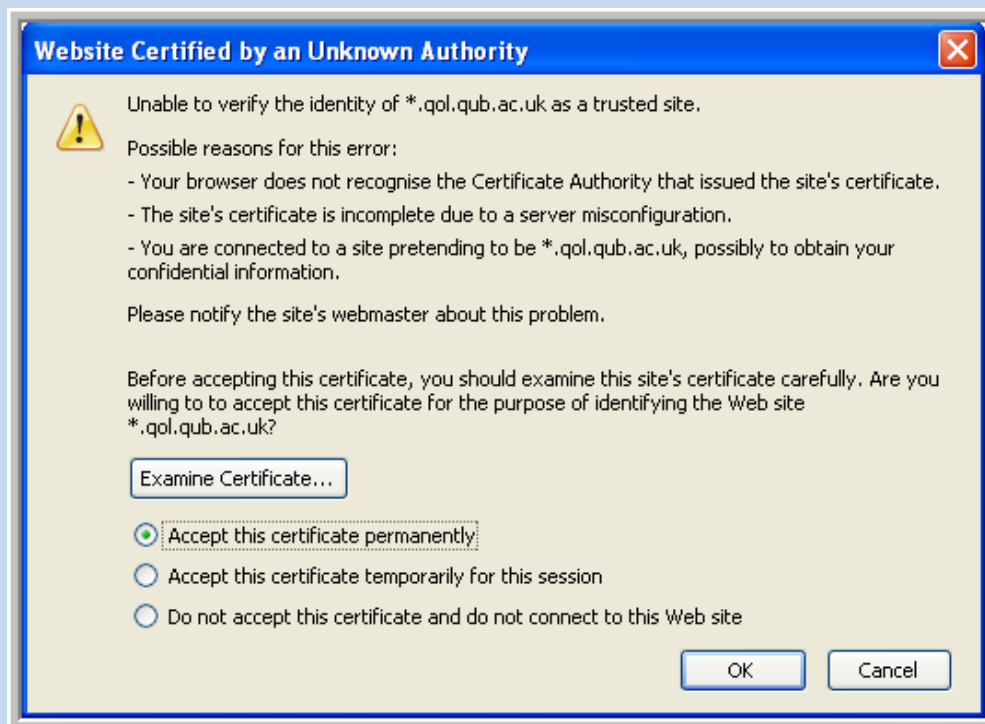 Website Certified by an Unknown Authority
Unable to verify the identity of *.qol.qub.ac.uk as a trusted site.
Possible reasons for this error:
- Your browser does not recognise the Certificate Authority that issued the site's certificate.
- The site's certificate is incomplete due to a server misconfiguration.
- You are connected to a site pretending to be *.qol.qub.ac.uk, possibly to obtain your
confidential information.
Please notify the site's webmaster about this problem.
Before accepting this certificate, you should examine this site's certificate carefully. Are you
willing to to accept this certificate for the purpose of identifying the Web site
*.qol.qub.ac.uk?
Examine Certificate...
Accept this certificate permanently
Accept this certificate temporarily for this session
Do not accept this certificate and do not connect to this Web site
OK Cancel